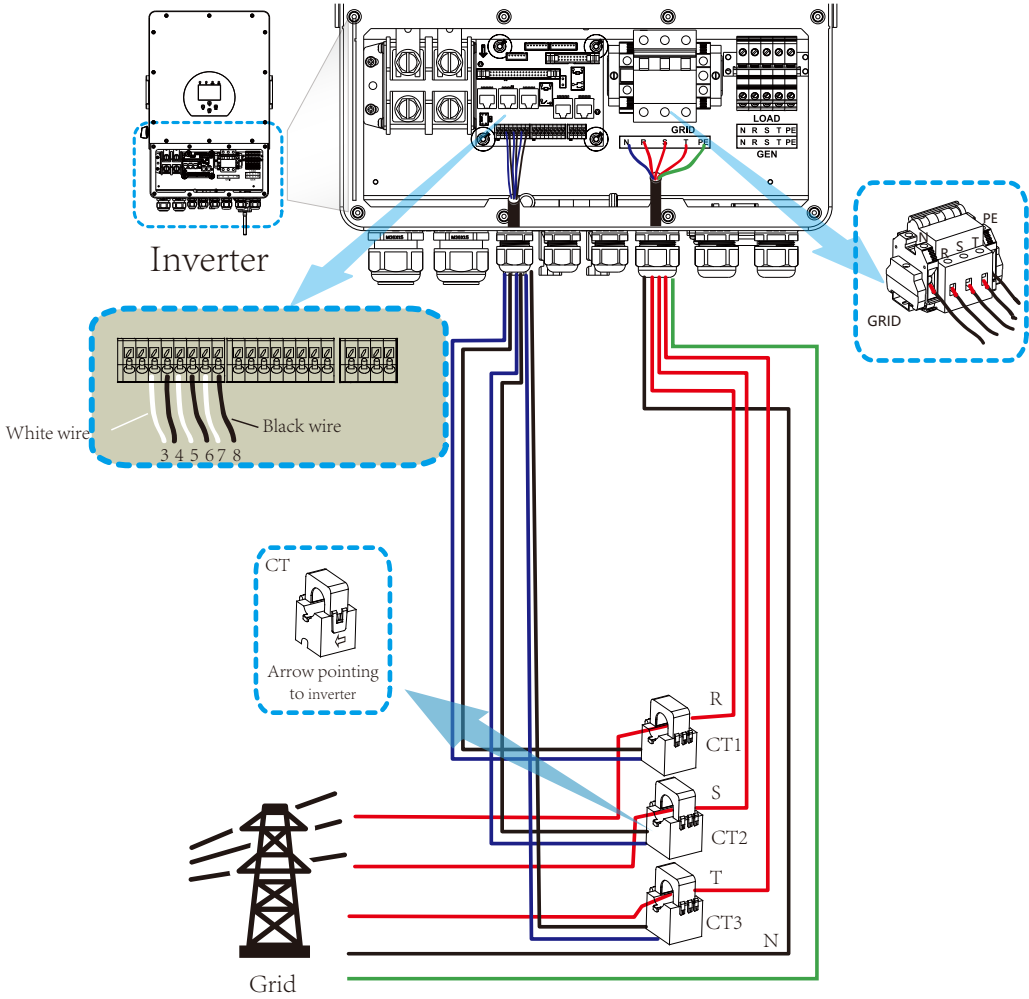 LOAD
N R S T PE
GEN
GRID
N R S T PE
Inverter
N
R
S
T
PE
GRID
White wire
Black wire
3 4 5 6 7 8
CT
Arrow pointing
to inverter
R
CT1
S
CT2
T
CT3
N
Grid